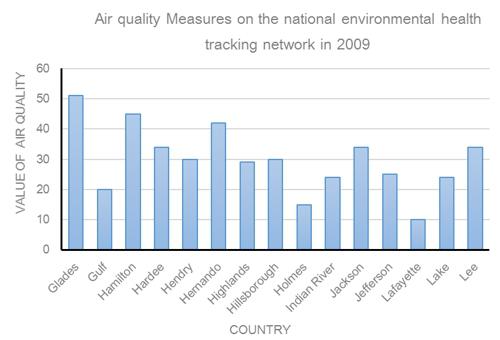 Air quality Measures on the national environmental health
tracking network in 2009
VALUE OF AIR QUALITY
60
50
40
30
20
10
0
Glades
Gulf
Hamilton
Hardee
Hendry
Hernando
Highlands
Hillsborough
Holmes
Indian River
Jackson
Jefferson
Lafayette
Lake
Lee
COUNTRY